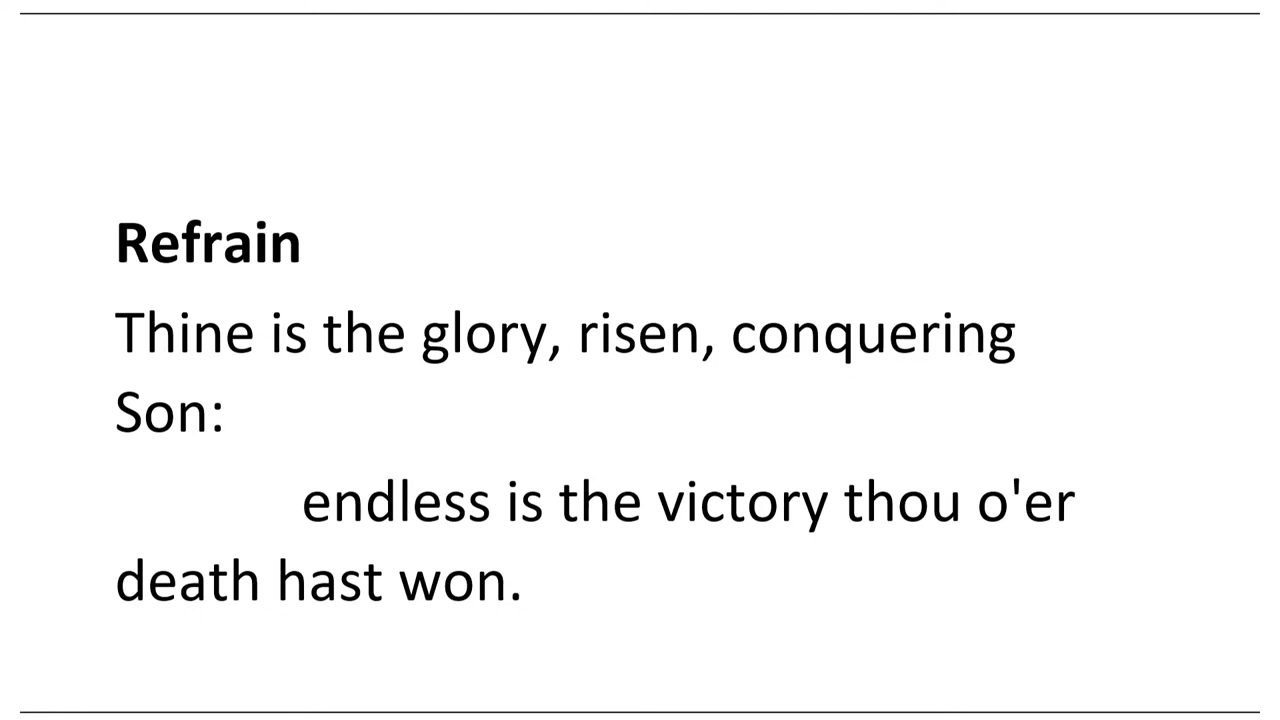 Refrain
Thine is the glory, risen, conquering
Son:
endless is the victory thou o'er
death hast won.